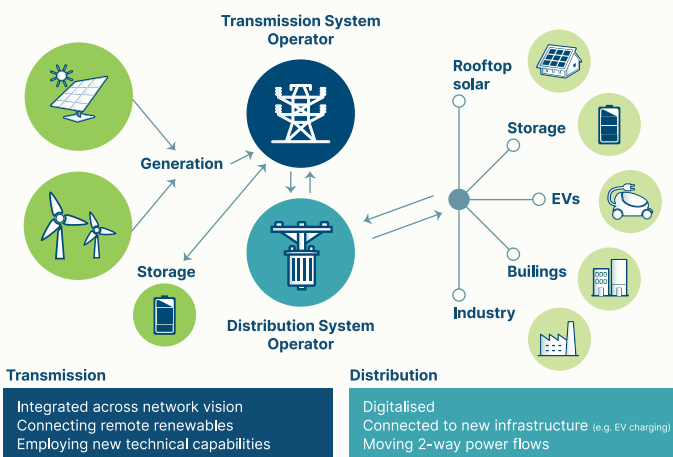 Transmission System
Operator
Rooftop
solar
Storage
Generation
EVs
Storage
Builings
Industry
Distribution System
Operator
Transmission
Integrated across network vision
Connecting remote renewables
Employing new technical capabilities
Distribution
Digitalised
Connected to new infrastructure (e.g. EV charging)
Moving 2-way power flows